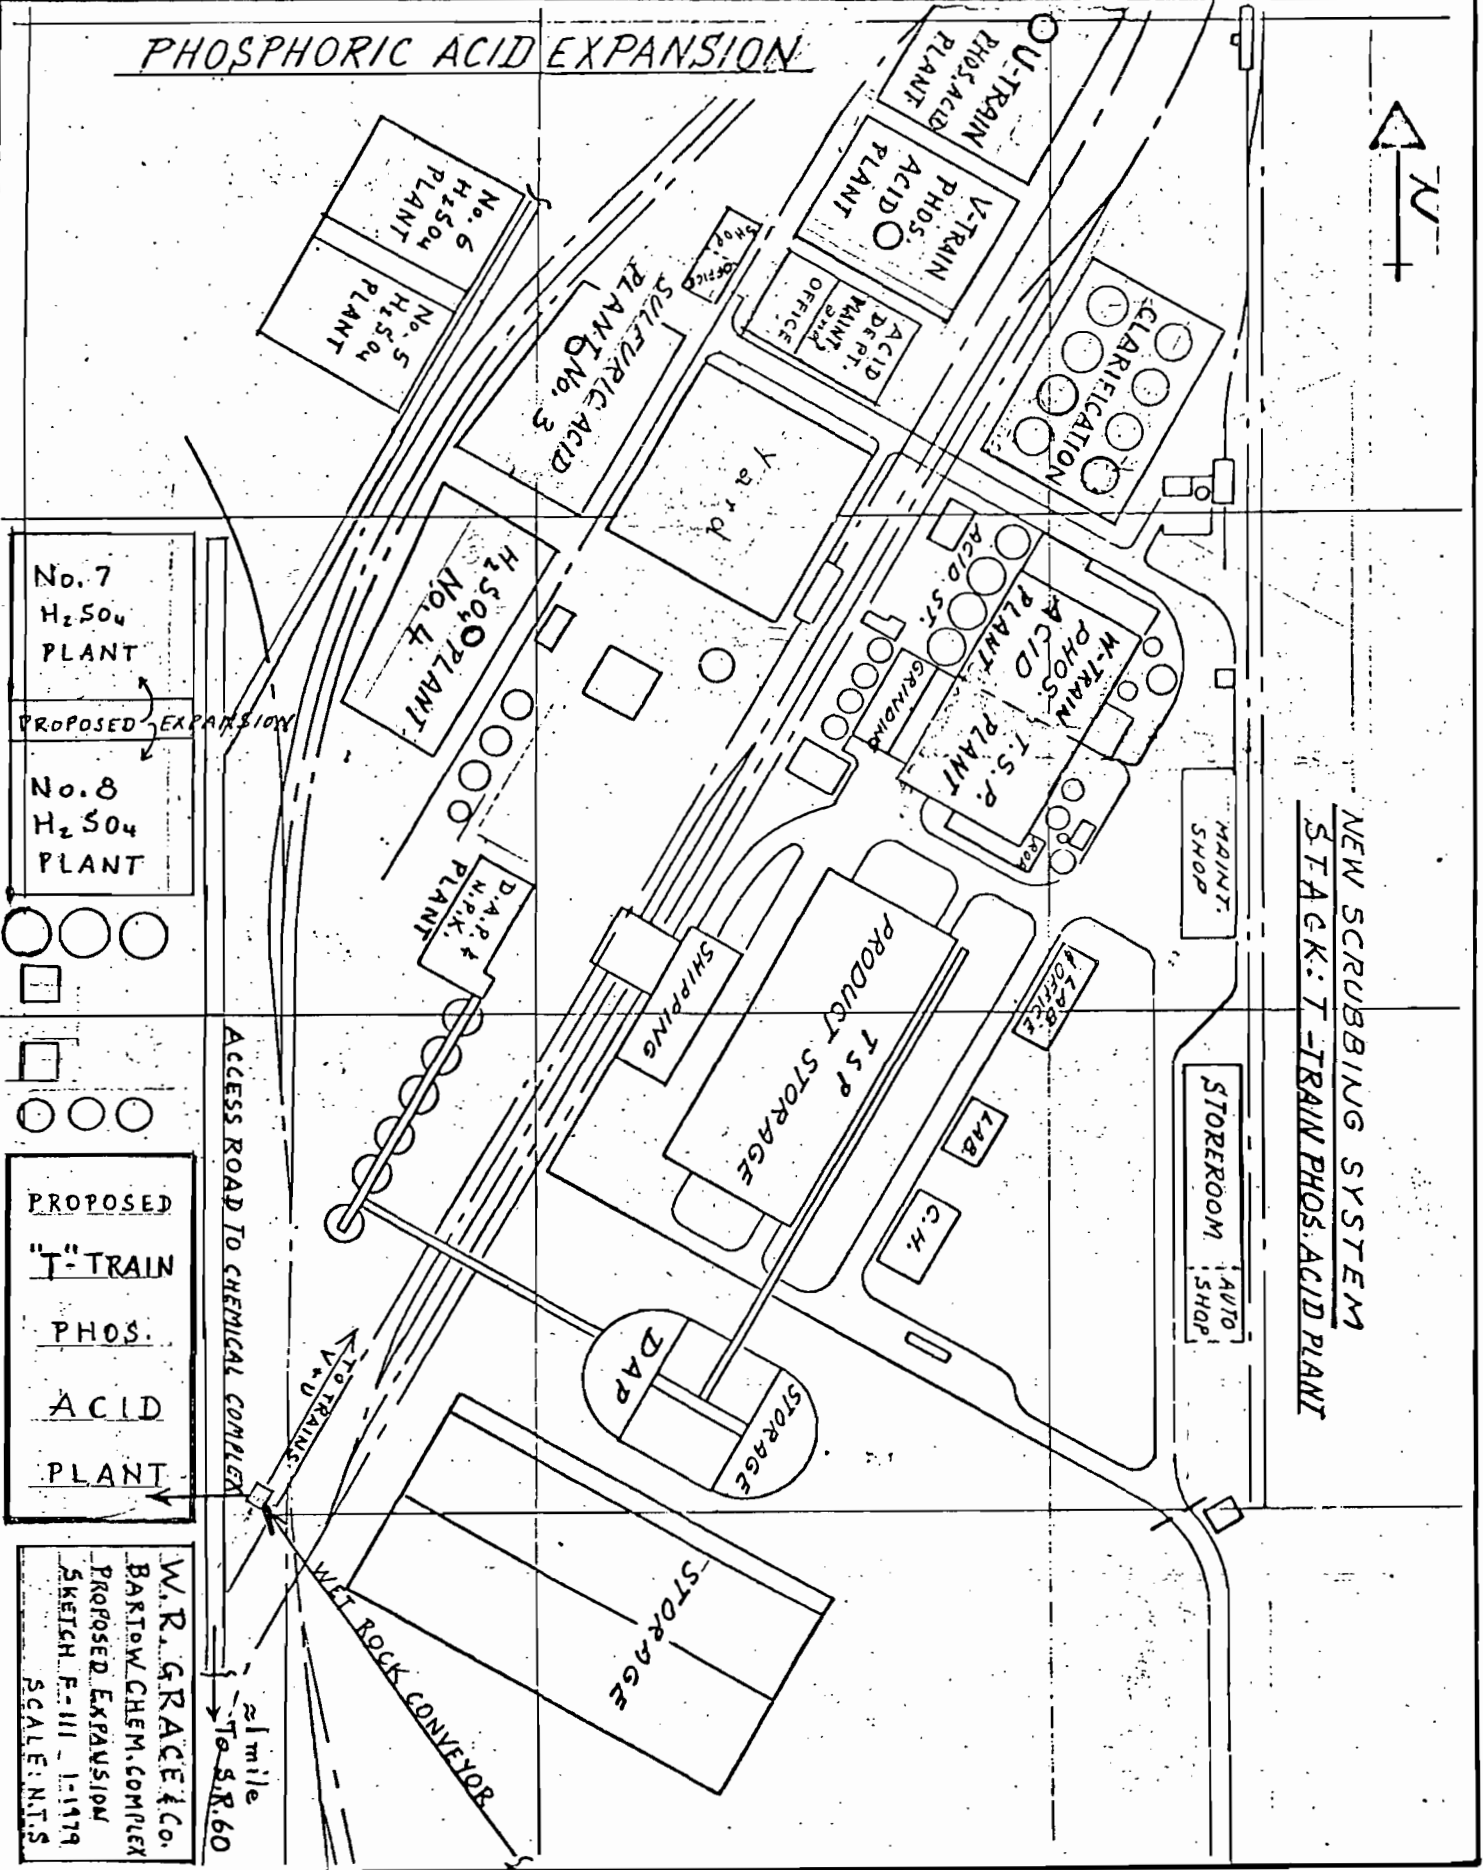 PHOSPHORIC ACID EXPANSION
N
NEW SCRUBBING SYSTEM
STACK: T-TRAIN PHOS. ACID PLANT
U-TRAIN
PHOS. ACID
PLANT
V-TRAIN
PHOS.
ACID
PLANT
ACID
DEPT.
MAINT.
and
OFFICE
SHOP.
OFFICE
CLARIFICATION
No. 6
H2SO4
PLANT
No. 5
H2SO4
PLANT
SULFURIC ACID
PLANT No. 3
Yard
H2SO4 PLANT
No. 4
ACID ST.
W-TRAIN
PHOS.
ACID
PLANT
T.S.P.
PLANT
GRINDING
MAINT.
SHOP
No. 7
H2SO4
PLANT
PROPOSED EXPANSION
No. 8
H2SO4
PLANT
D.A.P. &
N.P.K.
PLANT
SHIPPING
TSP
PRODUCT STORAGE
LAB.
& OFFICE
LAB.
C.H.
STOREROOM
AUTO
SHOP
DAP
STORAGE
STORAGE
ACCESS ROAD TO CHEMICAL COMPLEX
TO TRAINS
V & U
WET ROCK CONVEYOR
PROPOSED
"T"-TRAIN
PHOS.
ACID
PLANT
≈1 mile
To S.R. 60
W.R. GRACE & Co.
BARTOW CHEM. COMPLEX
PROPOSED EXPANSION
SKETCH F-111 - 1-1979
SCALE: N.T.S